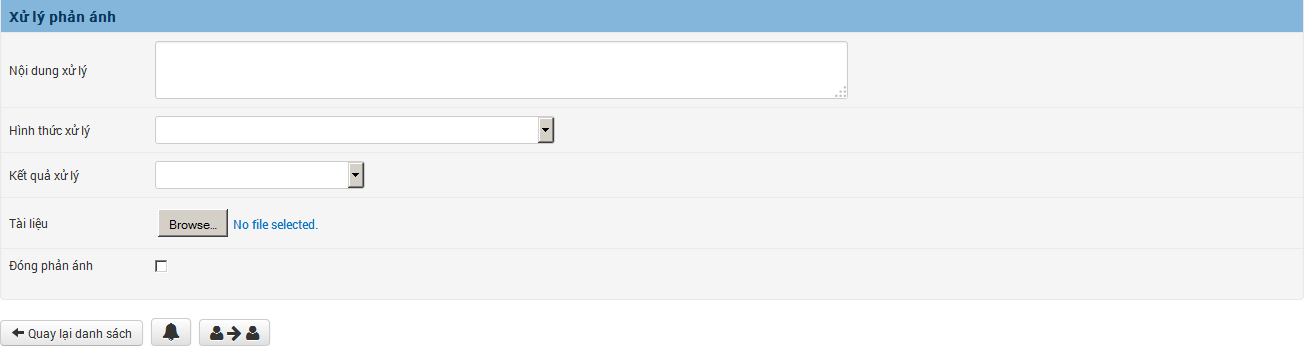 Xử lý phản ánh
Nội dung xử lý
Hình thức xử lý
Kết quả xử lý
Tài liệu
Browse... No file selected.
Đóng phản ánh
Quay lại danh sách